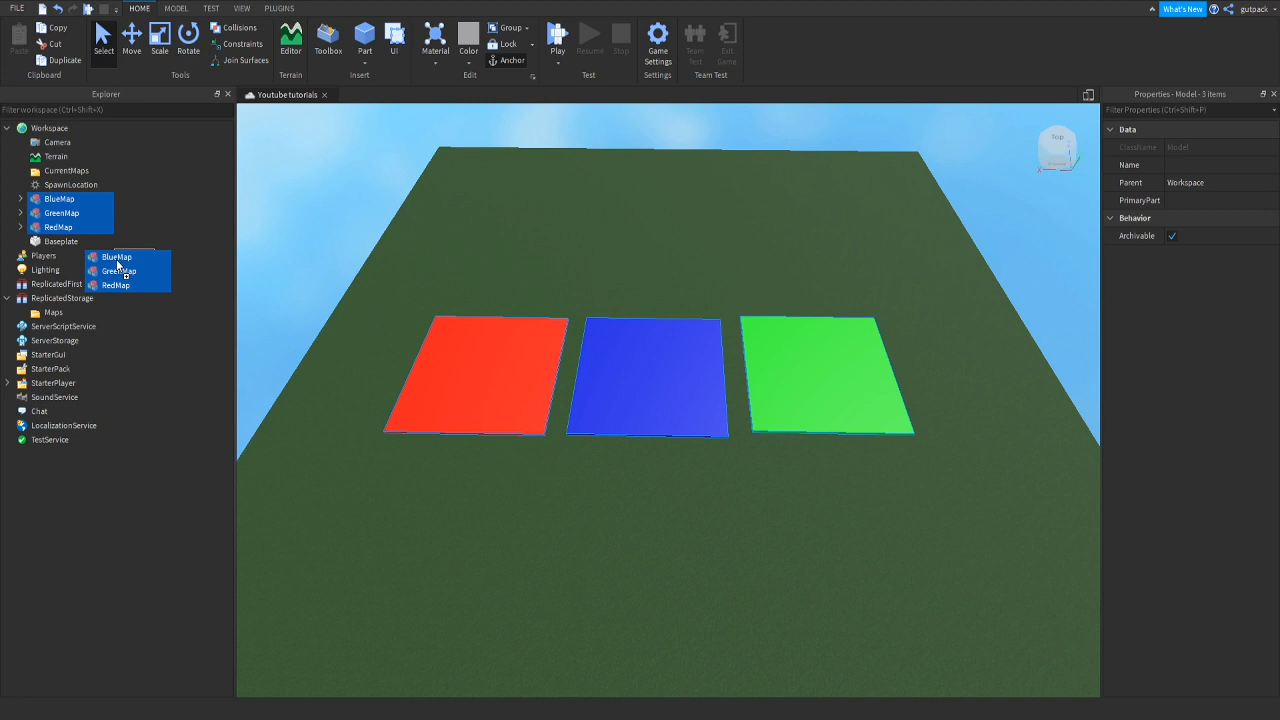 FILE HOME MODEL TEST VIEW PLUGINS What's New gutpack
Paste Copy Cut Duplicate Select Move Scale Rotate Collisions Constraints Join Surfaces Editor Toolbox Part UI Material Color Group Lock Anchor Play Resume Stop Game Settings Team Test Exit Game
Clipboard Tools Terrain Insert Edit Test Settings Team Test
Explorer Youtube tutorials Properties - Model - 3 items
Filter workspace (Ctrl+Shift+X) Filter Properties (Ctrl+Shift+P)
Workspace
Camera
Terrain
CurrentMaps
SpawnLocation
BlueMap
GreenMap
RedMap
Baseplate
Players
Lighting
ReplicatedFirst
ReplicatedStorage
Maps
ServerScriptService
ServerStorage
StarterGui
StarterPack
StarterPlayer
SoundService
Chat
LocalizationService
TestService
BlueMap
GreenMap
RedMap
Top
X
Data
ClassName Model
Name
Parent Workspace
PrimaryPart
Behavior
Archivable